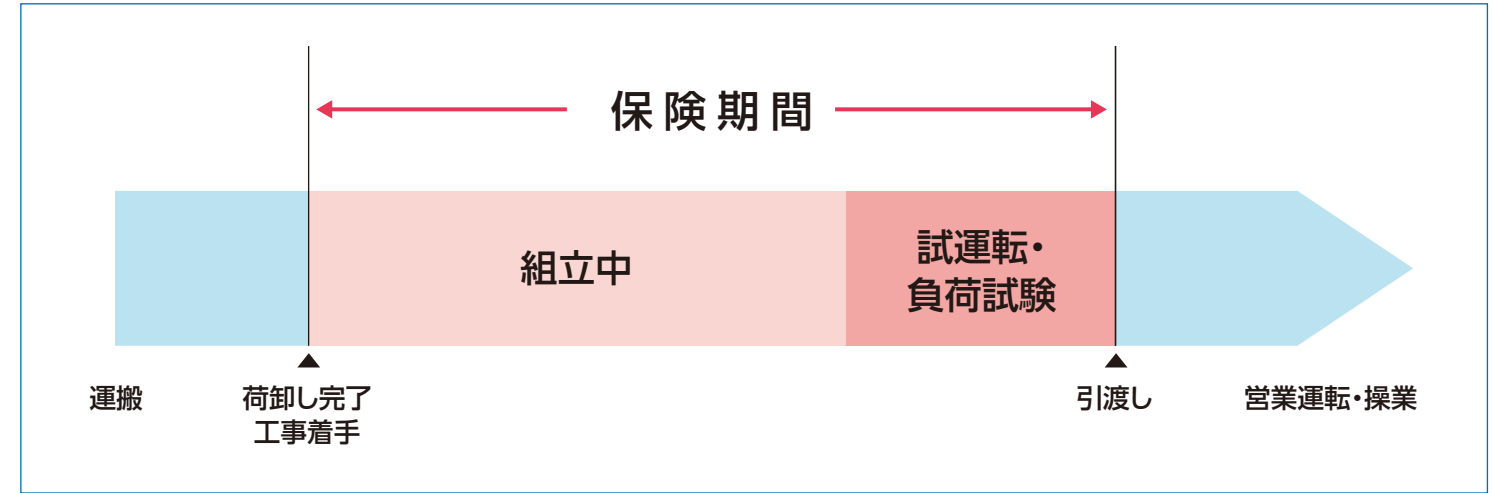 保険期間
組立中
試運転・
負荷試験
運搬
荷卸し完了
工事着手
引渡し
営業運転・操業